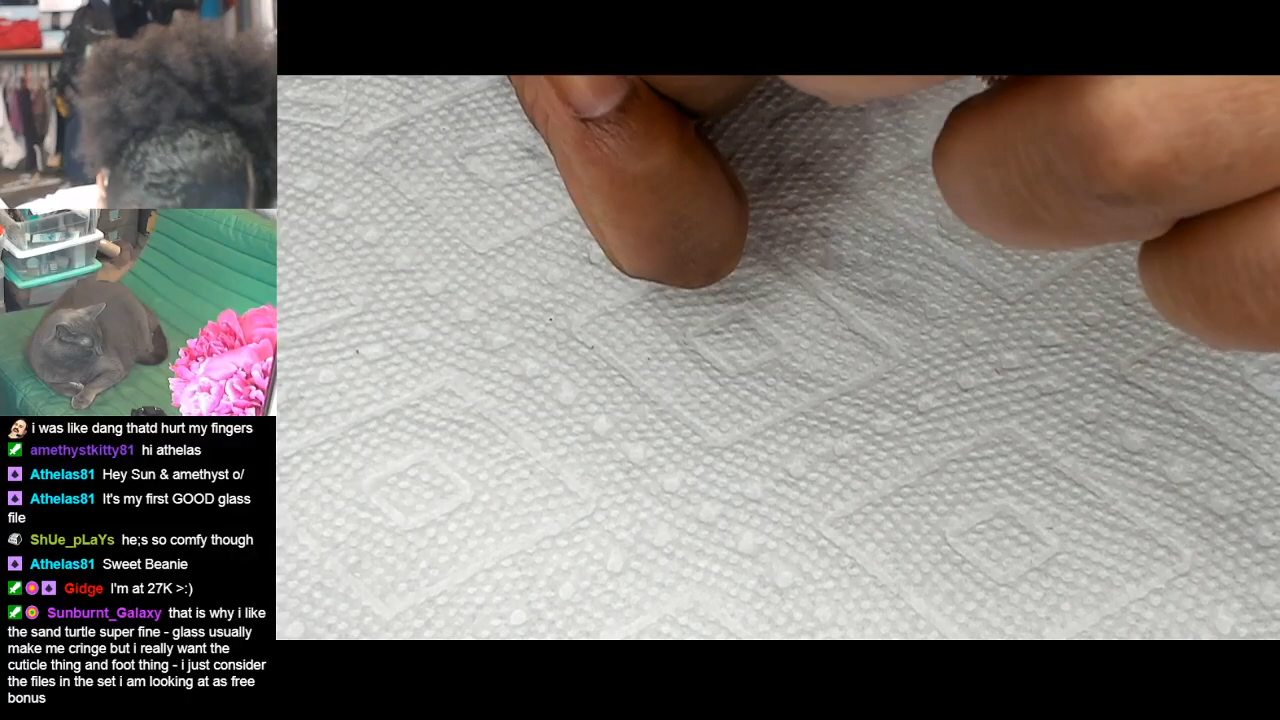 i was like dang thatd hurt my fingers
amethystkitty81 hi athelas
Athelas81 Hey Sun & amethyst o/
Athelas81 It's my first GOOD glass
file
ShUe_pLaYs he;s so comfy though
Athelas81 Sweet Beanie
Gidge I'm at 27K >:)
Sunburnt_Galaxy that is why i like
the sand turtle super fine - glass usually
make me cringe but i really want the
cuticle thing and foot thing - i just consider
the files in the set i am looking at as free
bonus